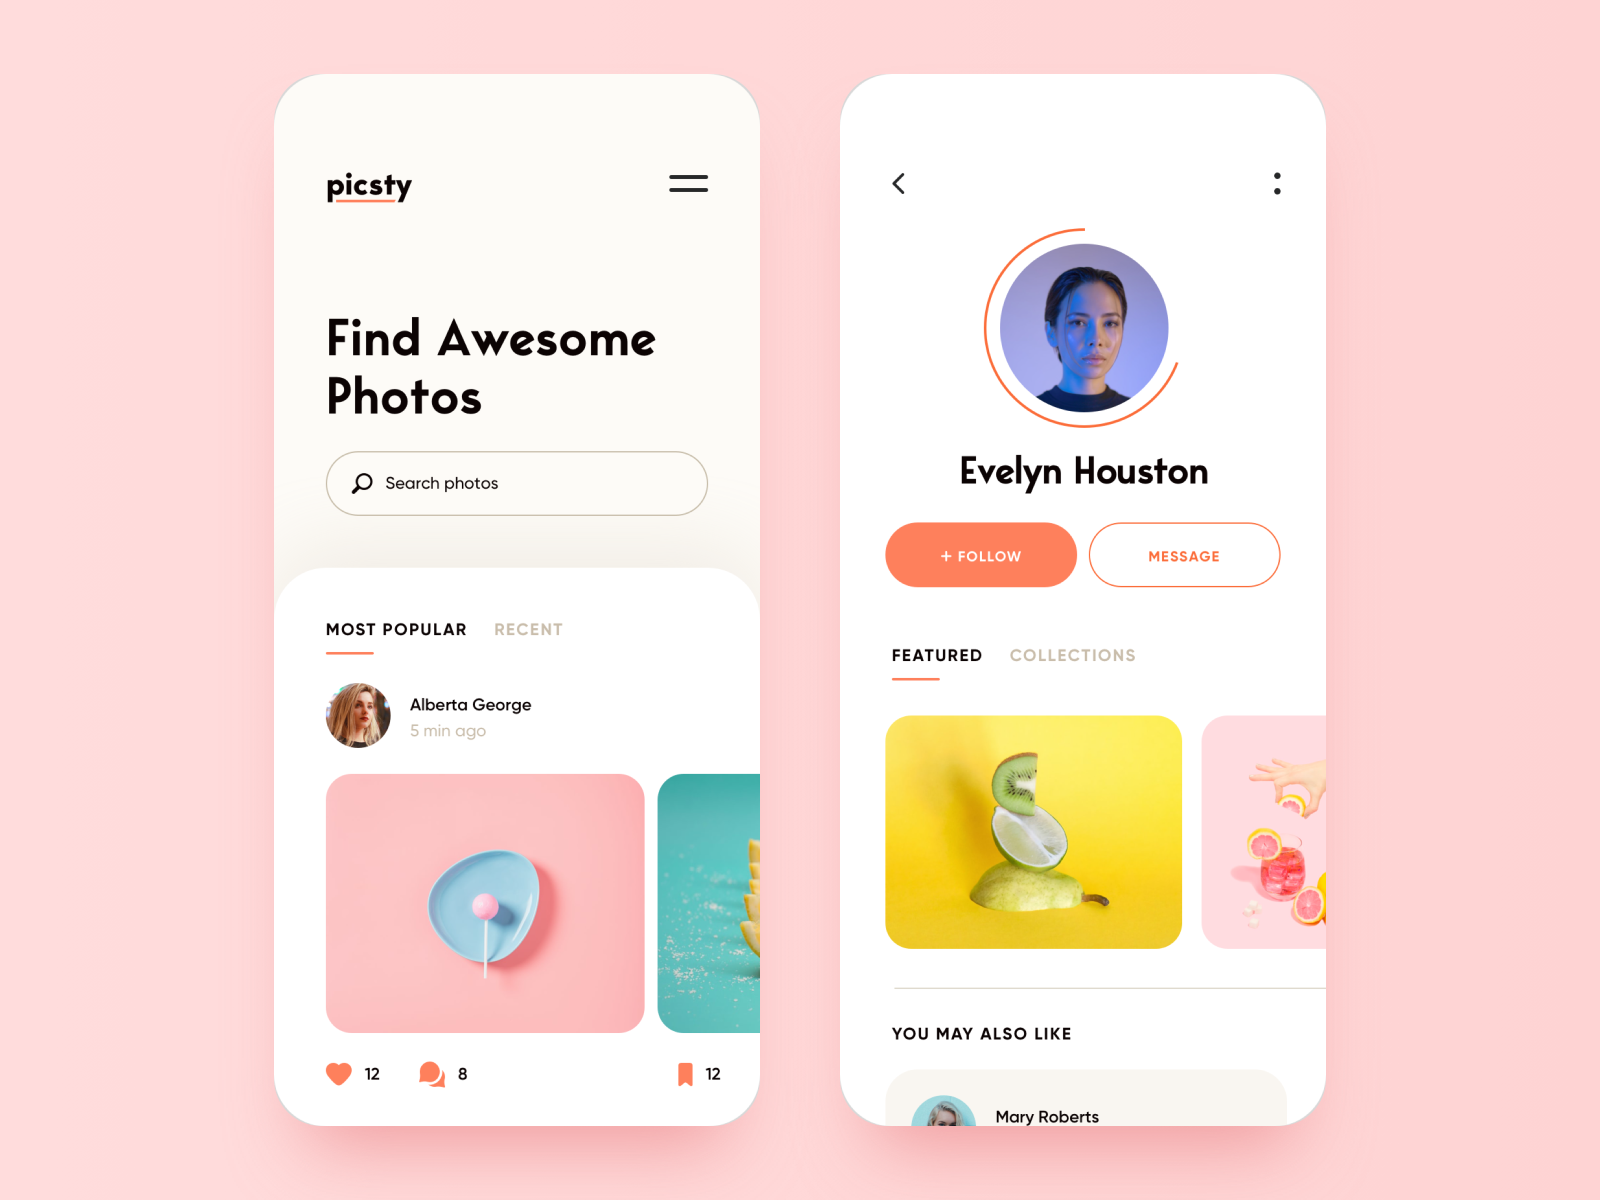 picsty
Find Awesome
Photos
Search photos
MOST POPULAR RECENT
Alberta George
5 min ago
12 8 12
Evelyn Houston
+ FOLLOW MESSAGE
FEATURED COLLECTIONS
YOU MAY ALSO LIKE
Mary Roberts